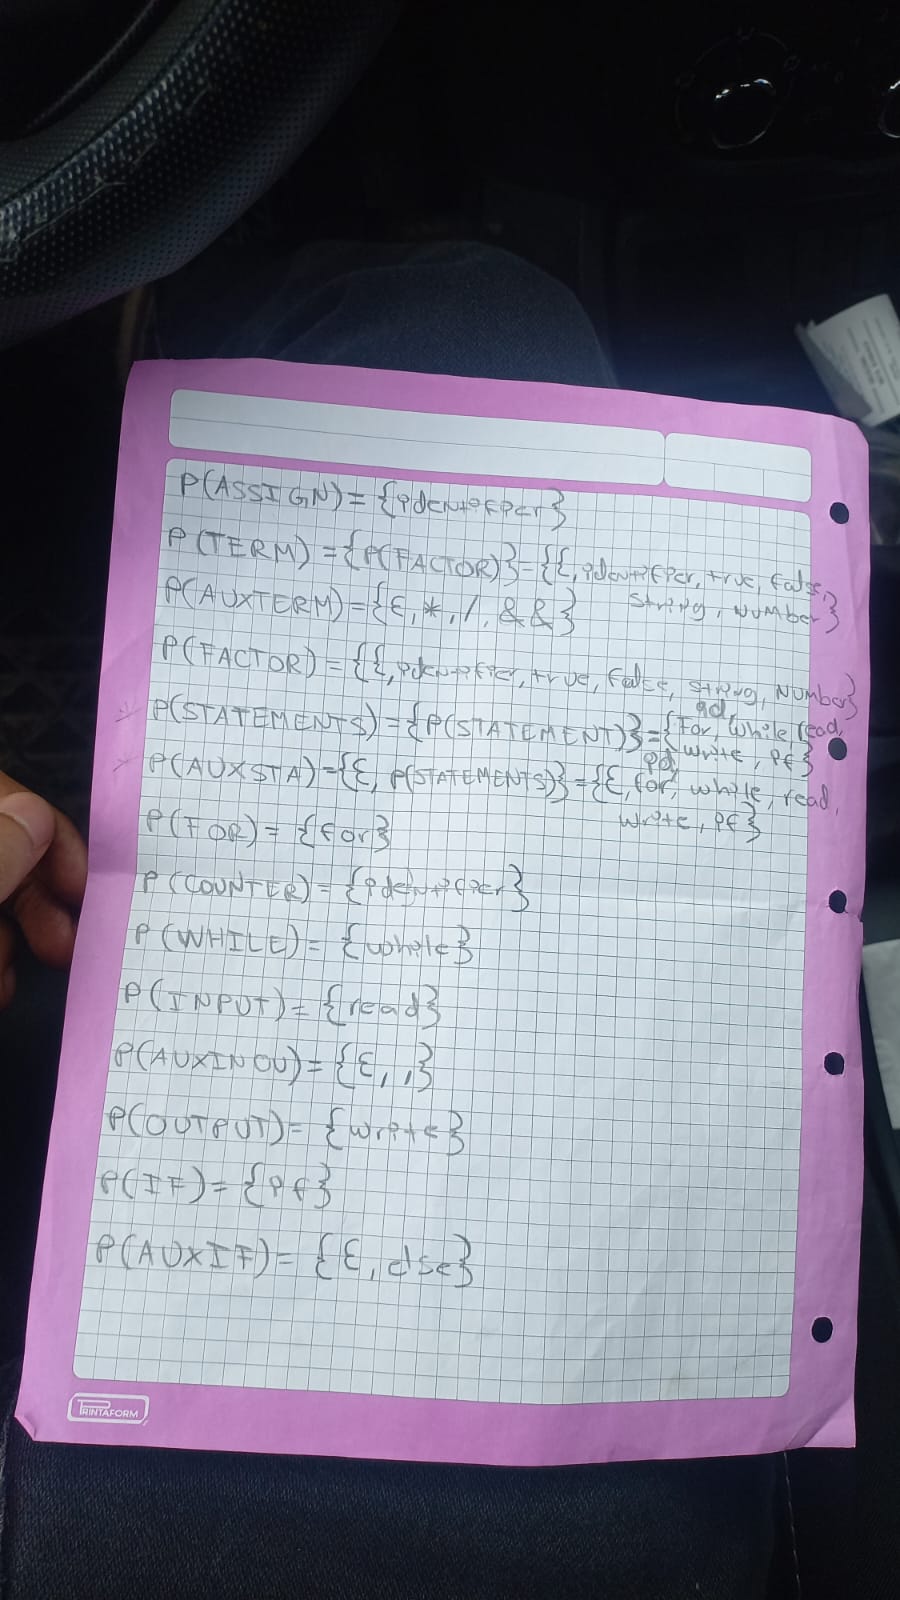 P(ASSIGN) = {identifier}
P(TERM) = {P(FACTOR)} = {{, identifier, true, false,
string, number}
P(AUXTERM) = {ε, *, /, &&}
P(FACTOR) = {{, identifier, true, false, string, number}
P(STATEMENTS) = {P(STATEMENT)} = {for, while, read,
id, write, if}
P(AUXSTA) = {ε, P(STATEMENTS)} = {ε, for, while, read,
id, write, if}
P(FOR) = {for}
P(COUNTER) = {identifier}
P(WHILE) = {while}
P(INPUT) = {read}
P(AUXINOU) = {ε, ,}
P(OUTPUT) = {write}
P(IF) = {if}
P(AUXIF) = {ε, else}
PRINTAFORM